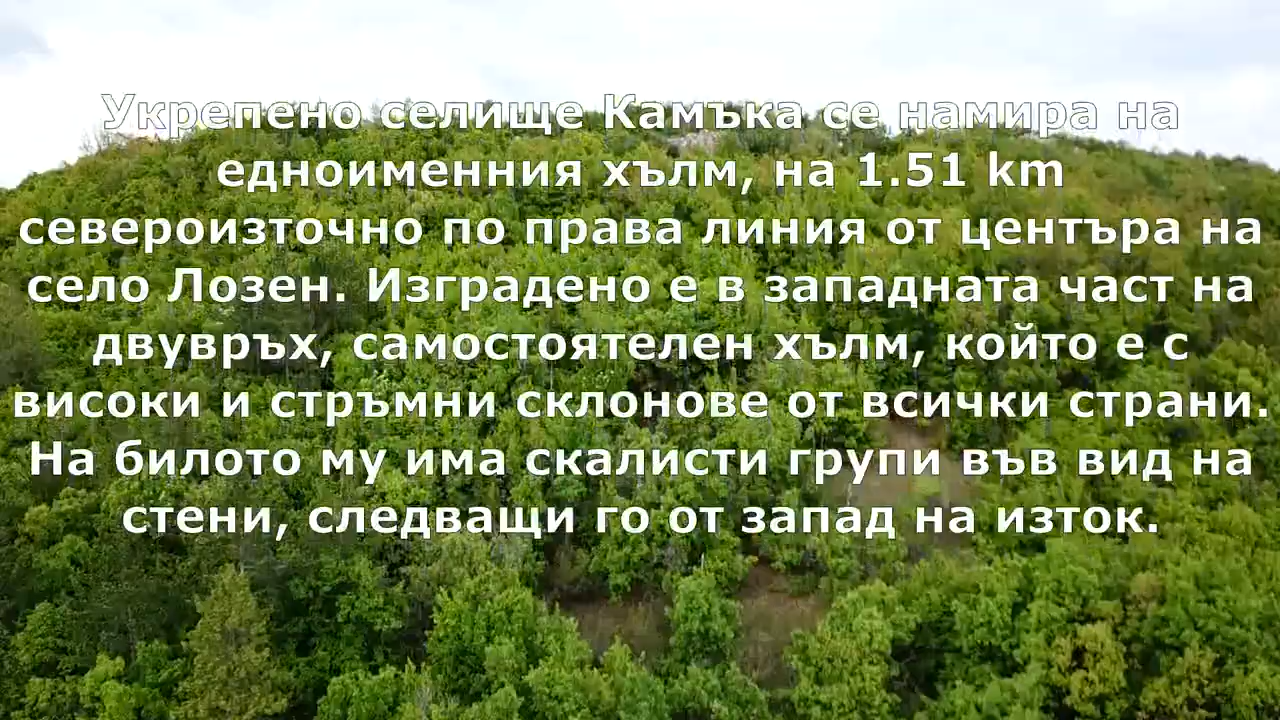 Укрепено селище Камъка се намира на
едноименния хълм, на 1.51 km
североизточно по права линия от центъра на
село Лозен. Изградено е в западната част на
двувръх, самостоятелен хълм, който е с
високи и стръмни склонове от всички страни.
На билото му има скалисти групи във вид на
стени, следващи го от запад на изток.